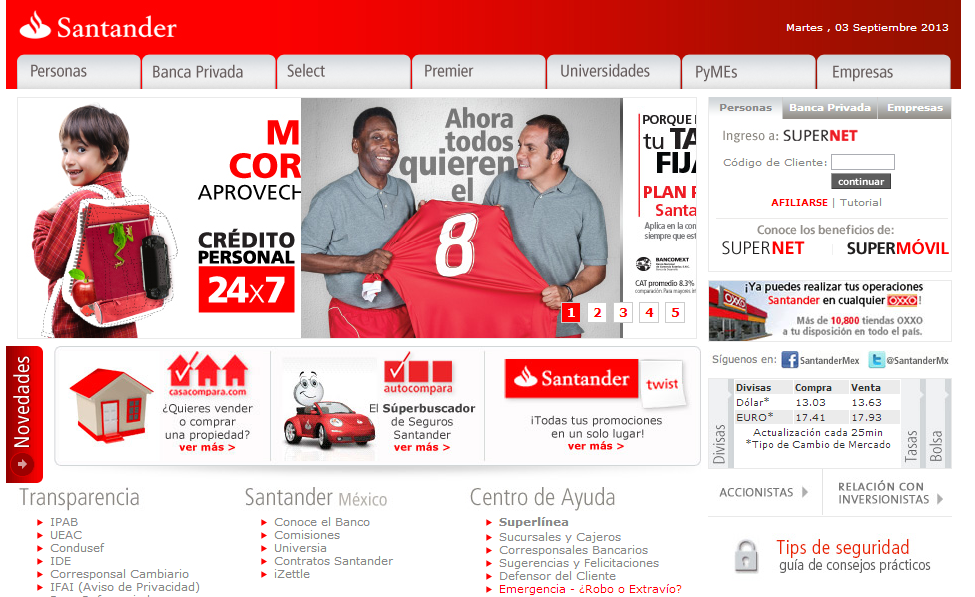 Santander
Martes , 03 Septiembre 2013
Personas
Banca Privada
Select
Premier
Universidades
PyMEs
Empresas
M
COR
APROVECH
CRÉDITO
PERSONAL
24x7
Ahora
todos
quieren
el
8
PORQUE
tu TA
FIJA
PLAN
Santa
Aplica en la con
siempre que est
BANCOMEXT
CAT promedio 8.3%
comparación Para mayores in
1 2 3 4 5
Personas
Banca Privada
Empresas
Ingreso a: SUPERNET
Código de Cliente:
continuar
AFILIARSE | Tutorial
Conoce los beneficios de:
SUPERNET
SUPERMÓVIL
¡Ya puedes realizar tus operaciones
Santander en cualquier OXXO!
Más de 10,800 tiendas OXXO
a tu disposición en todo el país.
OXXO
Síguenos en:
SantanderMex
@SantanderMx
Divisas
Divisas Compra Venta
Dólar* 13.03 13.63
EURO* 17.41 17.93
Actualización cada 25min
*Tipo de Cambio de Mercado
Tasas
Bolsa
Novedades
casacompara.com
¿Quieres vender
o comprar
una propiedad?
ver más >
autocompara
El Súperbuscador
de Seguros
Santander
ver más >
Santander
twist
¡Todas tus promociones
en un solo lugar!
ver más >
ACCIONISTAS
RELACIÓN CON
INVERSIONISTAS
Transparencia
IPAB
UEAC
Condusef
IDE
Corresponsal Cambiario
IFAI (Aviso de Privacidad)
Santander México
Conoce el Banco
Comisiones
Universia
Contratos Santander
iZettle
Centro de Ayuda
Superlínea
Sucursales y Cajeros
Corresponsales Bancarios
Sugerencias y Felicitaciones
Defensor del Cliente
Emergencia - ¿Robo o Extravío?
Tips de seguridad
guía de consejos prácticos